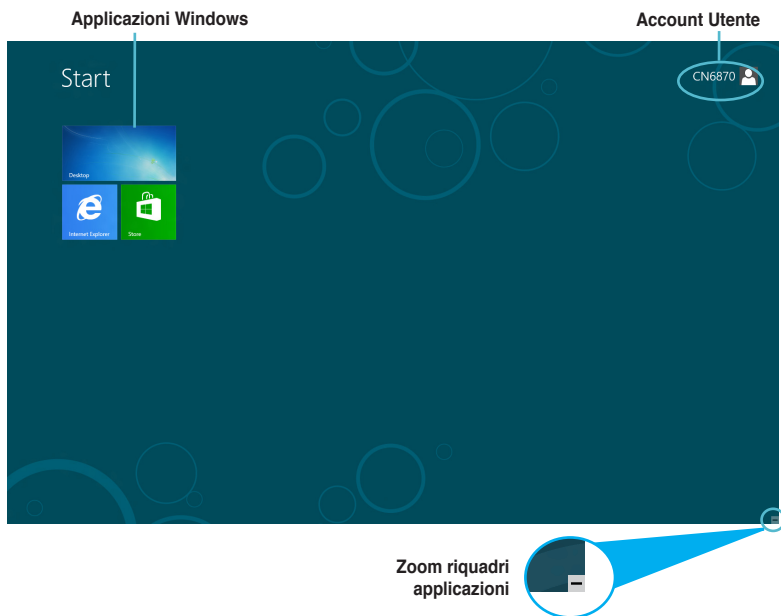 Applicazioni Windows
Account Utente
Start
CN6870
Desktop
Internet Explorer
Store
Zoom riquadri
applicazioni